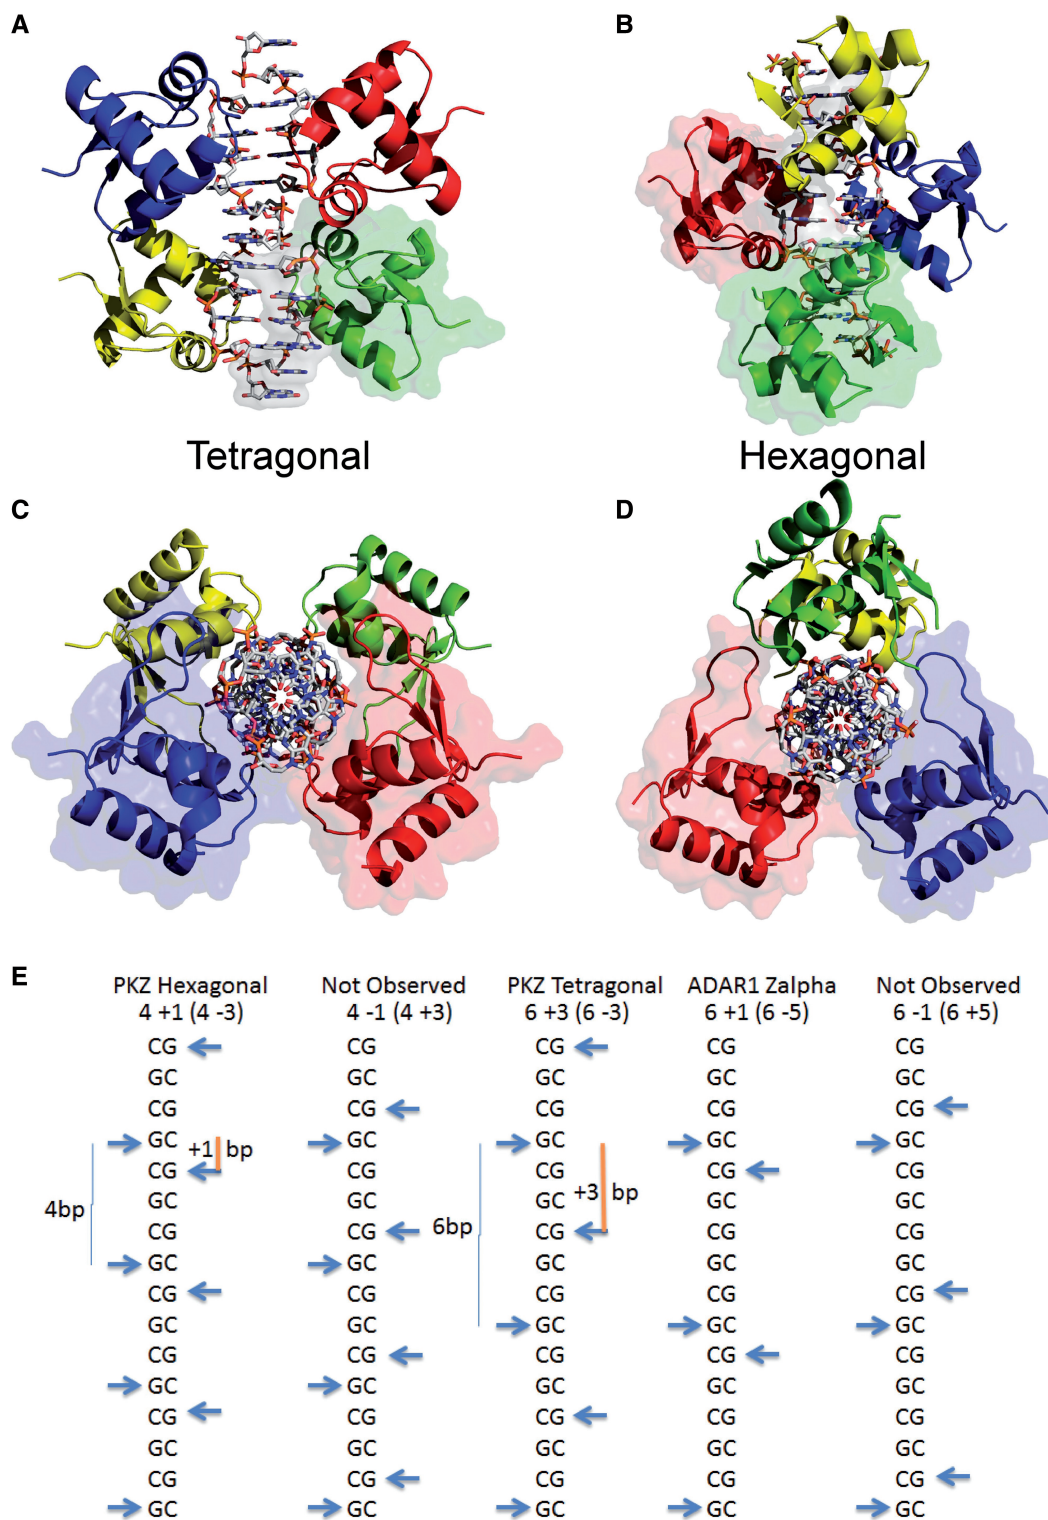 A
B
Tetragonal
Hexagonal
C
D
E
PKZ Hexagonal Not Observed PKZ Tetragonal ADAR1 Zalpha Not Observed
4 +1 (4 -3) 4 -1 (4 +3) 6 +3 (6 -3) 6 +1 (6 -5) 6 -1 (6 +5)
CG CG CG CG CG
GC GC GC GC GC
CG CG CG CG CG
GC GC GC GC GC
+1 bp
CG CG CG CG CG
GC GC GC GC GC
+3 bp
4bp
CG CG CG CG CG
6bp
GC GC GC GC GC
CG CG CG CG CG
GC GC GC GC GC
CG CG CG CG CG
GC GC GC GC GC
CG CG CG CG CG
GC GC GC GC GC
CG CG CG CG CG
GC GC GC GC GC